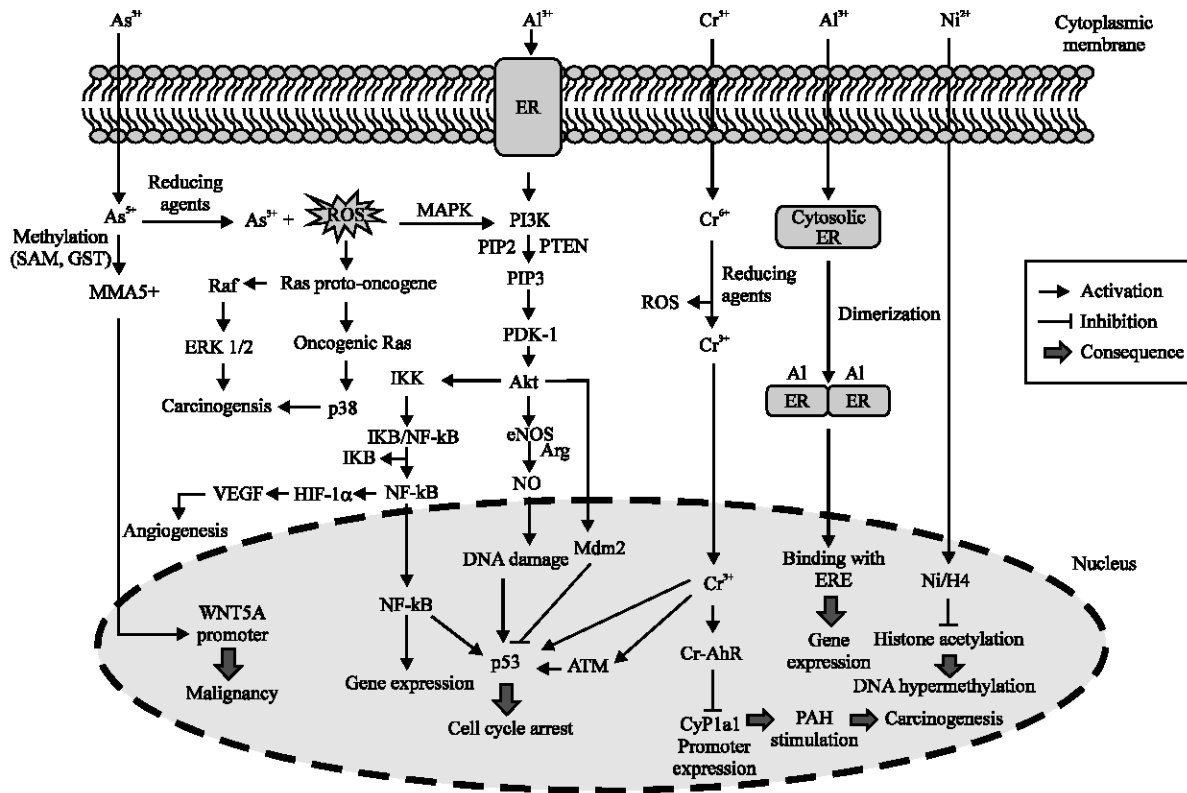 As⁵⁺
Al³⁺
Cr³⁺
Al³⁺
Ni²⁺
Cytoplasmic
membrane
ER
As⁵⁺
Reducing
agents
As³⁺ +
ROS
MAPK
PI3K
PIP2
PTEN
PIP3
PDK-1
Akt
Methylation
(SAM, GST)
MMA5+
Raf
Ras proto-oncogene
ERK 1/2
Oncogenic Ras
Carcinogensis
p38
IKK
IKB/NF-kB
IKB
NF-kB
HIF-1α
VEGF
Angiogenesis
eNOS
Arg
NO
Cr⁶⁺
Reducing
agents
ROS
Cr³⁺
Cytosolic
ER
Dimerization
Al
Al
ER
ER
Activation
Inhibition
Consequence
Nucleus
WNT5A
promoter
Malignancy
NF-kB
Gene expression
DNA damage
Mdm2
p53
ATM
Cell cycle arrest
Cr³⁺
Cr-AhR
CyP1a1
Promoter
expression
PAH
stimulation
Carcinogenesis
Binding with
ERE
Gene
expression
Ni/H4
Histone acetylation
DNA hypermethylation